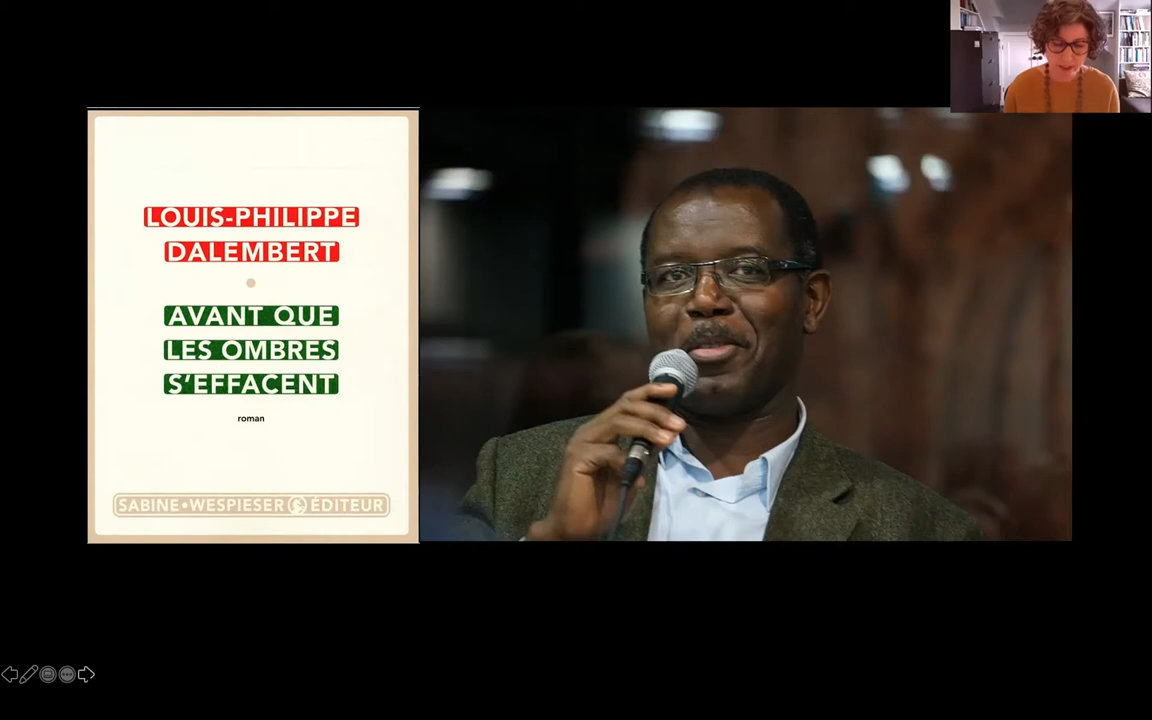 LOUIS-PHILIPPE
DALEMBERT
AVANT QUE
LES OMBRES
S'EFFACENT
roman
SABINE•WESPIESER ÉDITEUR